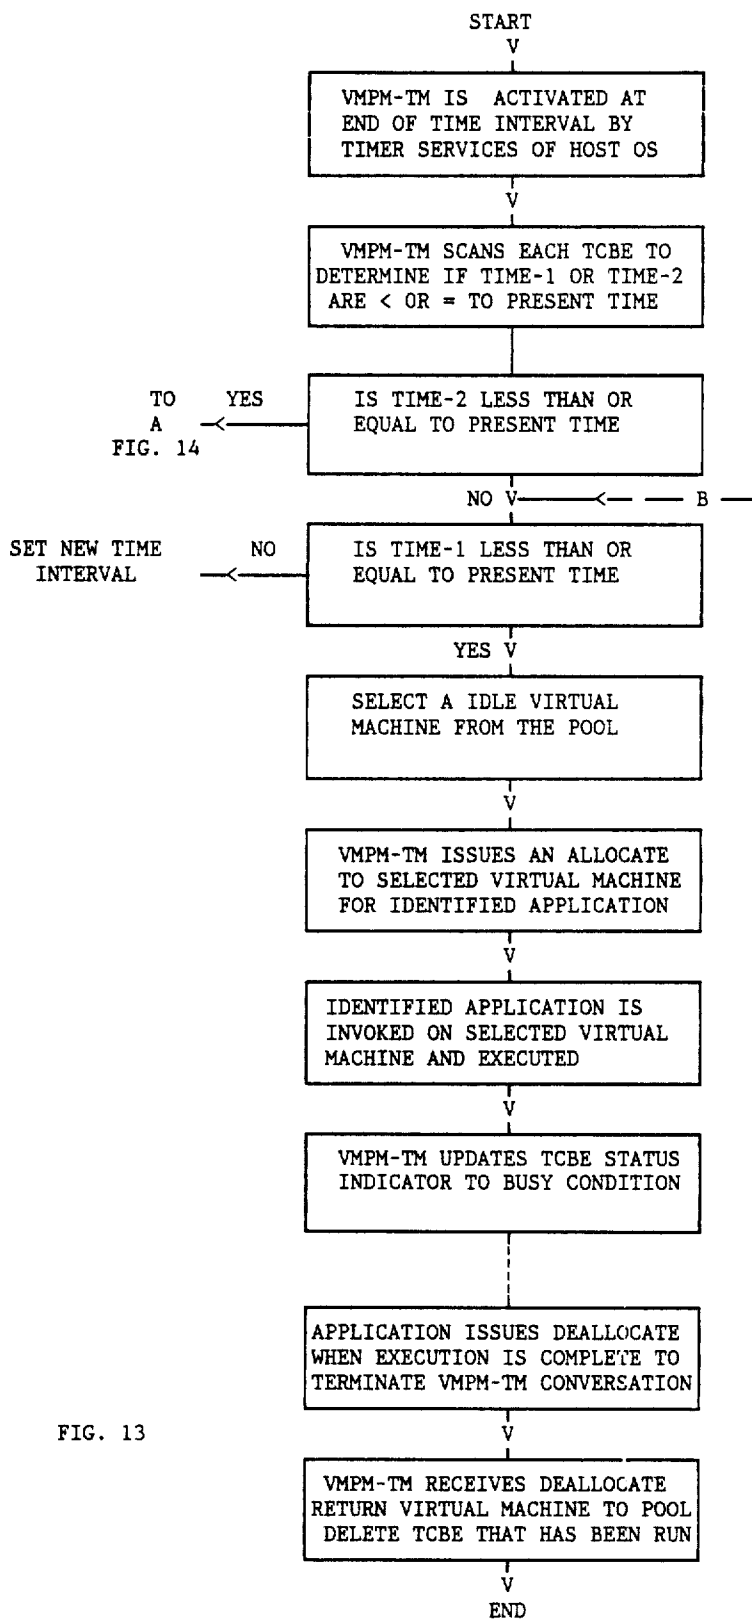 START
V
VMPM-TM IS ACTIVATED AT
END OF TIME INTERVAL BY
TIMER SERVICES OF HOST OS
V
VMPM-TM SCANS EACH TCBE TO
DETERMINE IF TIME-1 OR TIME-2
ARE < OR = TO PRESENT TIME
TO YES
A <
FIG. 14
IS TIME-2 LESS THAN OR
EQUAL TO PRESENT TIME
NO V < B
SET NEW TIME
INTERVAL
NO
<
IS TIME-1 LESS THAN OR
EQUAL TO PRESENT TIME
YES V
SELECT A IDLE VIRTUAL
MACHINE FROM THE POOL
V
VMPM-TM ISSUES AN ALLOCATE
TO SELECTED VIRTUAL MACHINE
FOR IDENTIFIED APPLICATION
V
IDENTIFIED APPLICATION IS
INVOKED ON SELECTED VIRTUAL
MACHINE AND EXECUTED
V
VMPM-TM UPDATES TCBE STATUS
INDICATOR TO BUSY CONDITION
APPLICATION ISSUES DEALLOCATE
WHEN EXECUTION IS COMPLETE TO
TERMINATE VMPM-TM CONVERSATION
FIG. 13
V
VMPM-TM RECEIVES DEALLOCATE
RETURN VIRTUAL MACHINE TO POOL
DELETE TCBE THAT HAS BEEN RUN
V
END